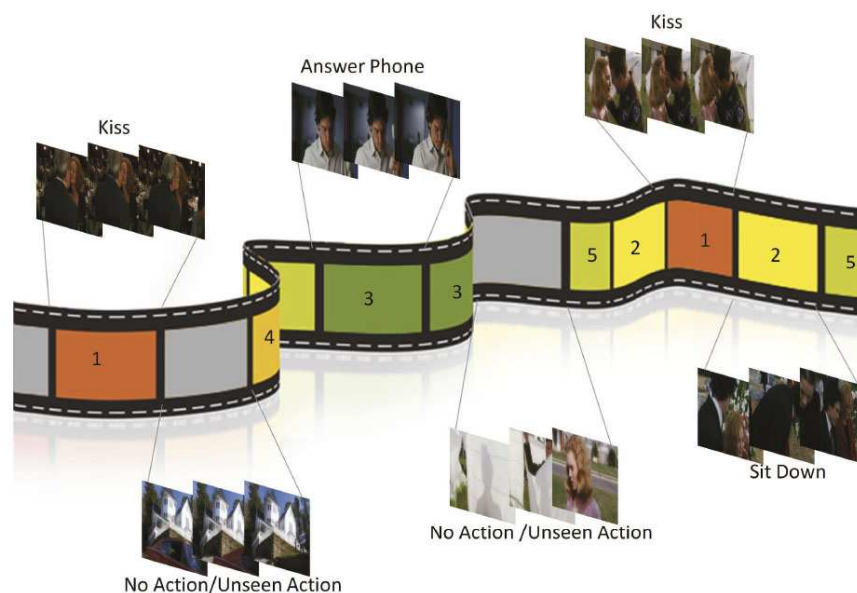 Kiss
Answer Phone
Kiss
1
4
3
3
5
2
1
2
5
No Action/Unseen Action
No Action /Unseen Action
Sit Down